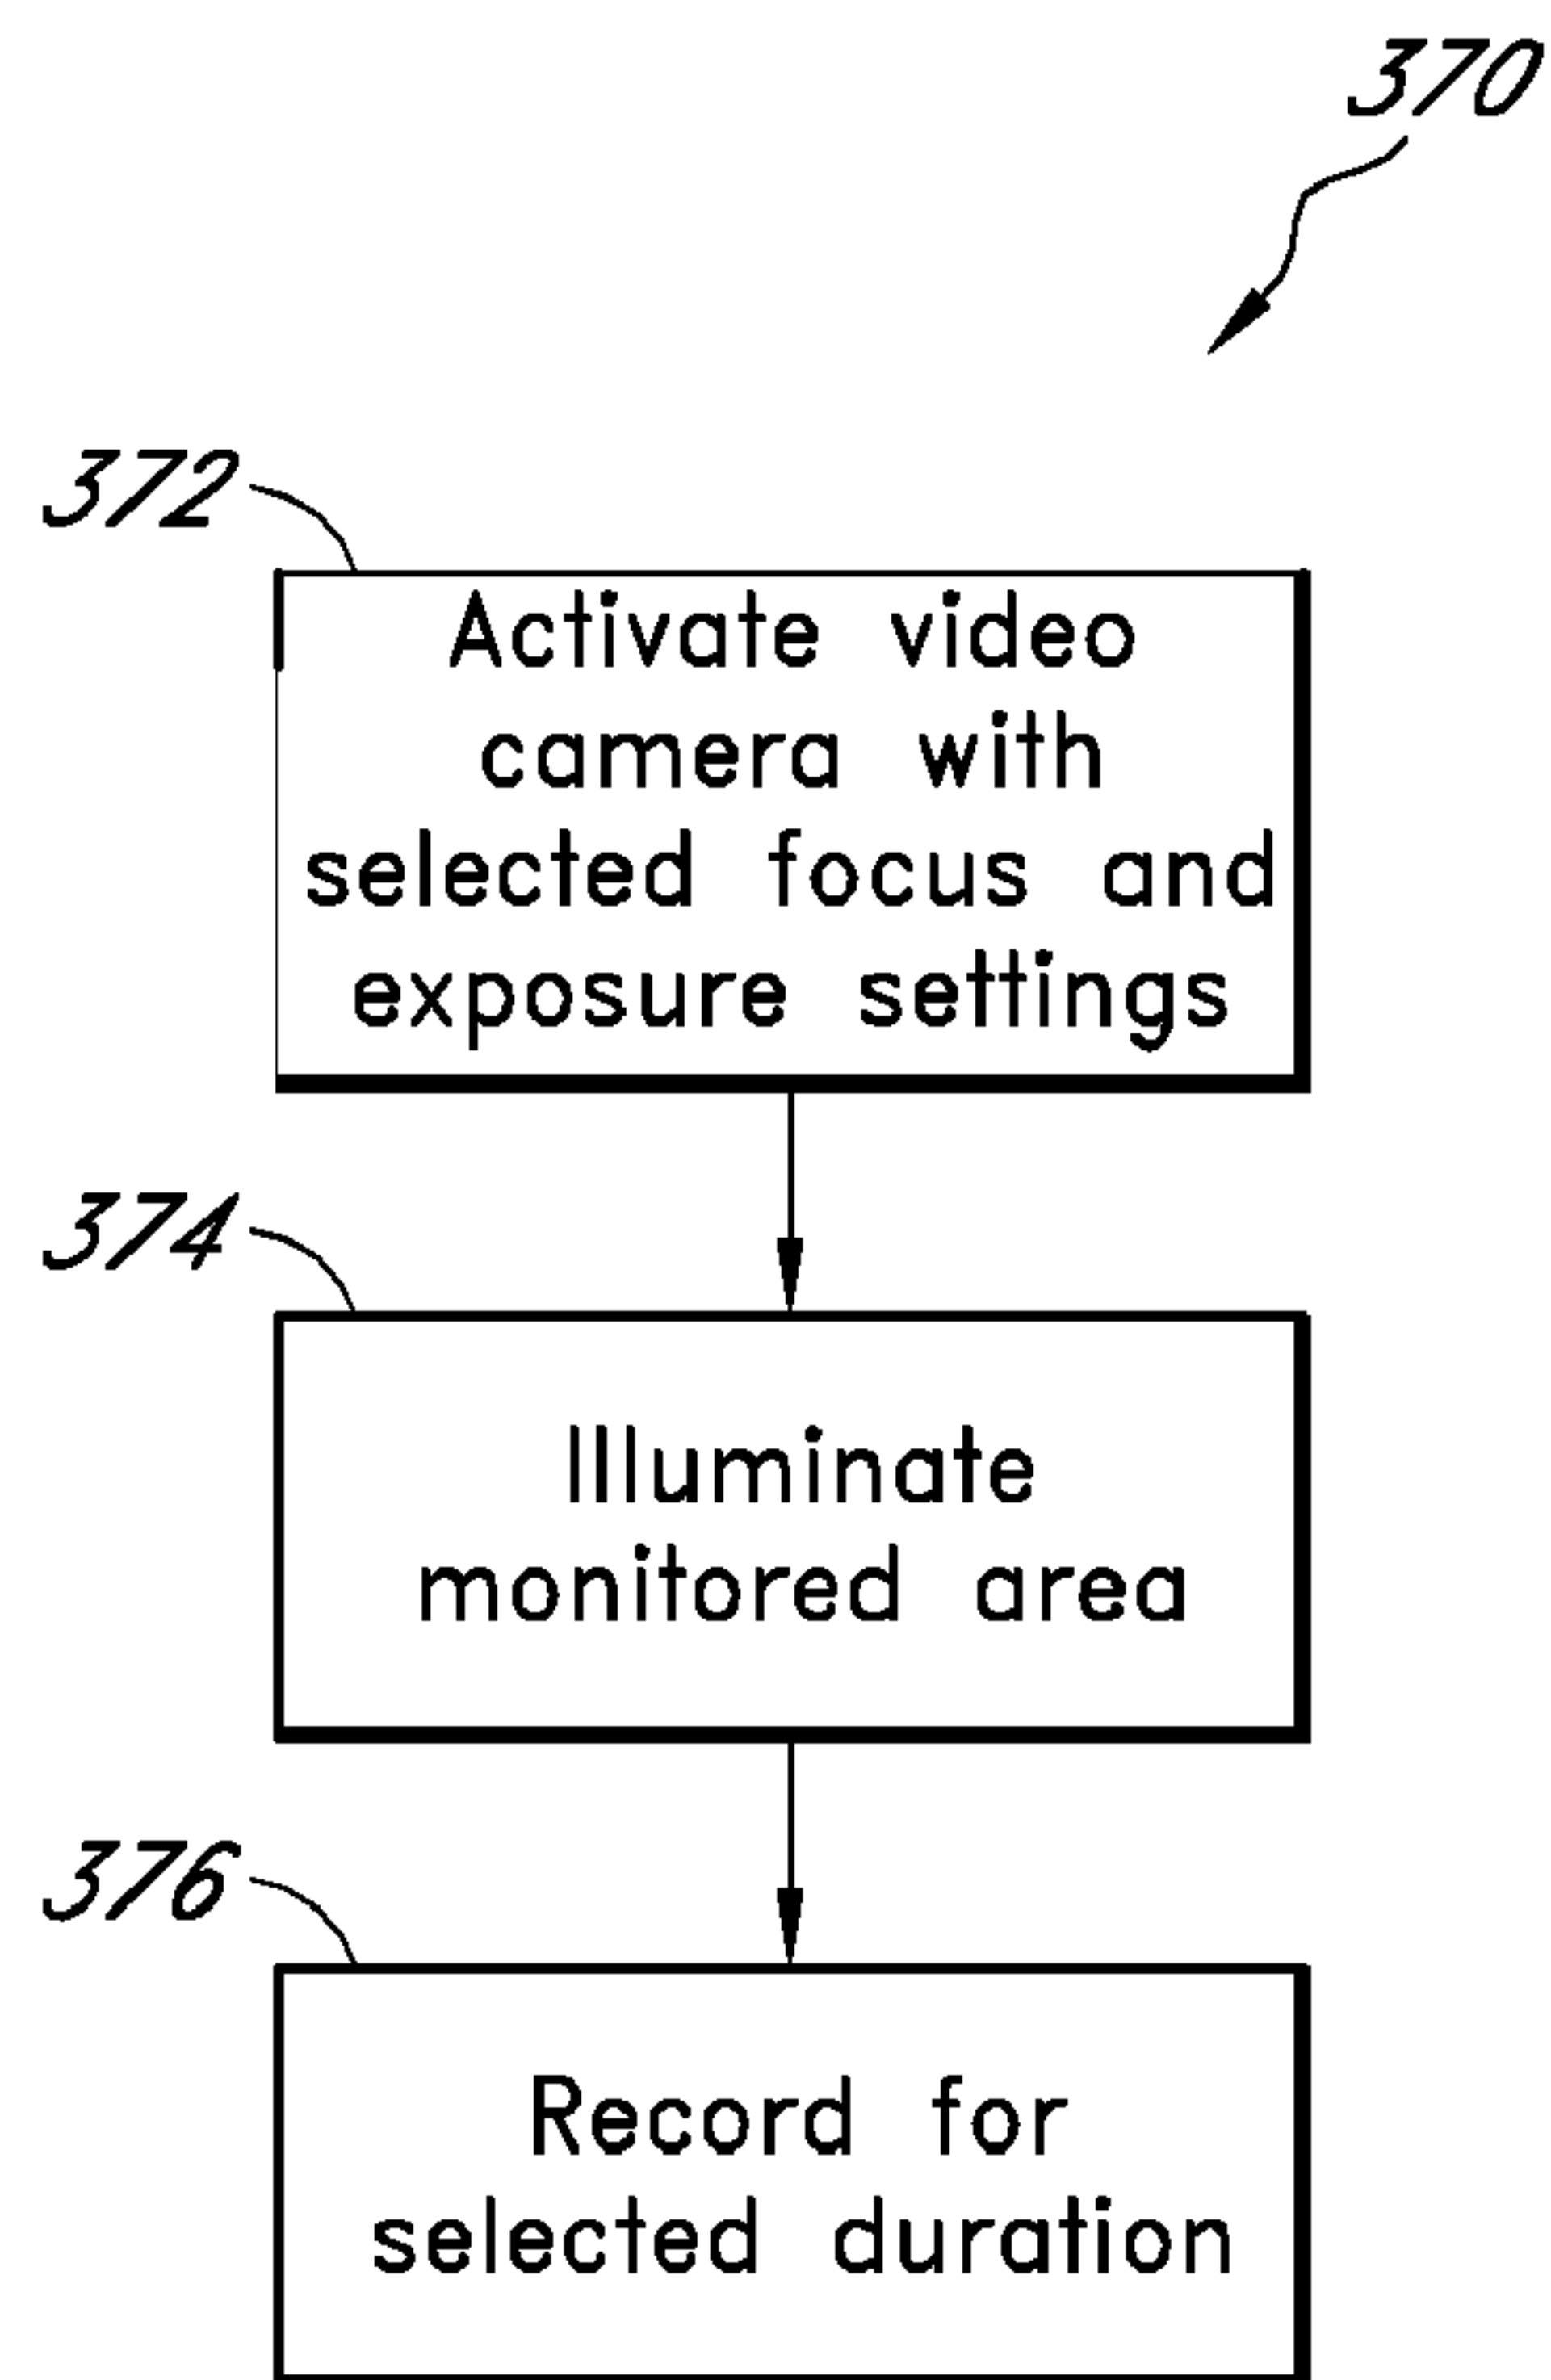 370
372
Activate video
camera with
selected focus and
exposure settings
374
Illuminate
monitored area
376
Record for
selected duration